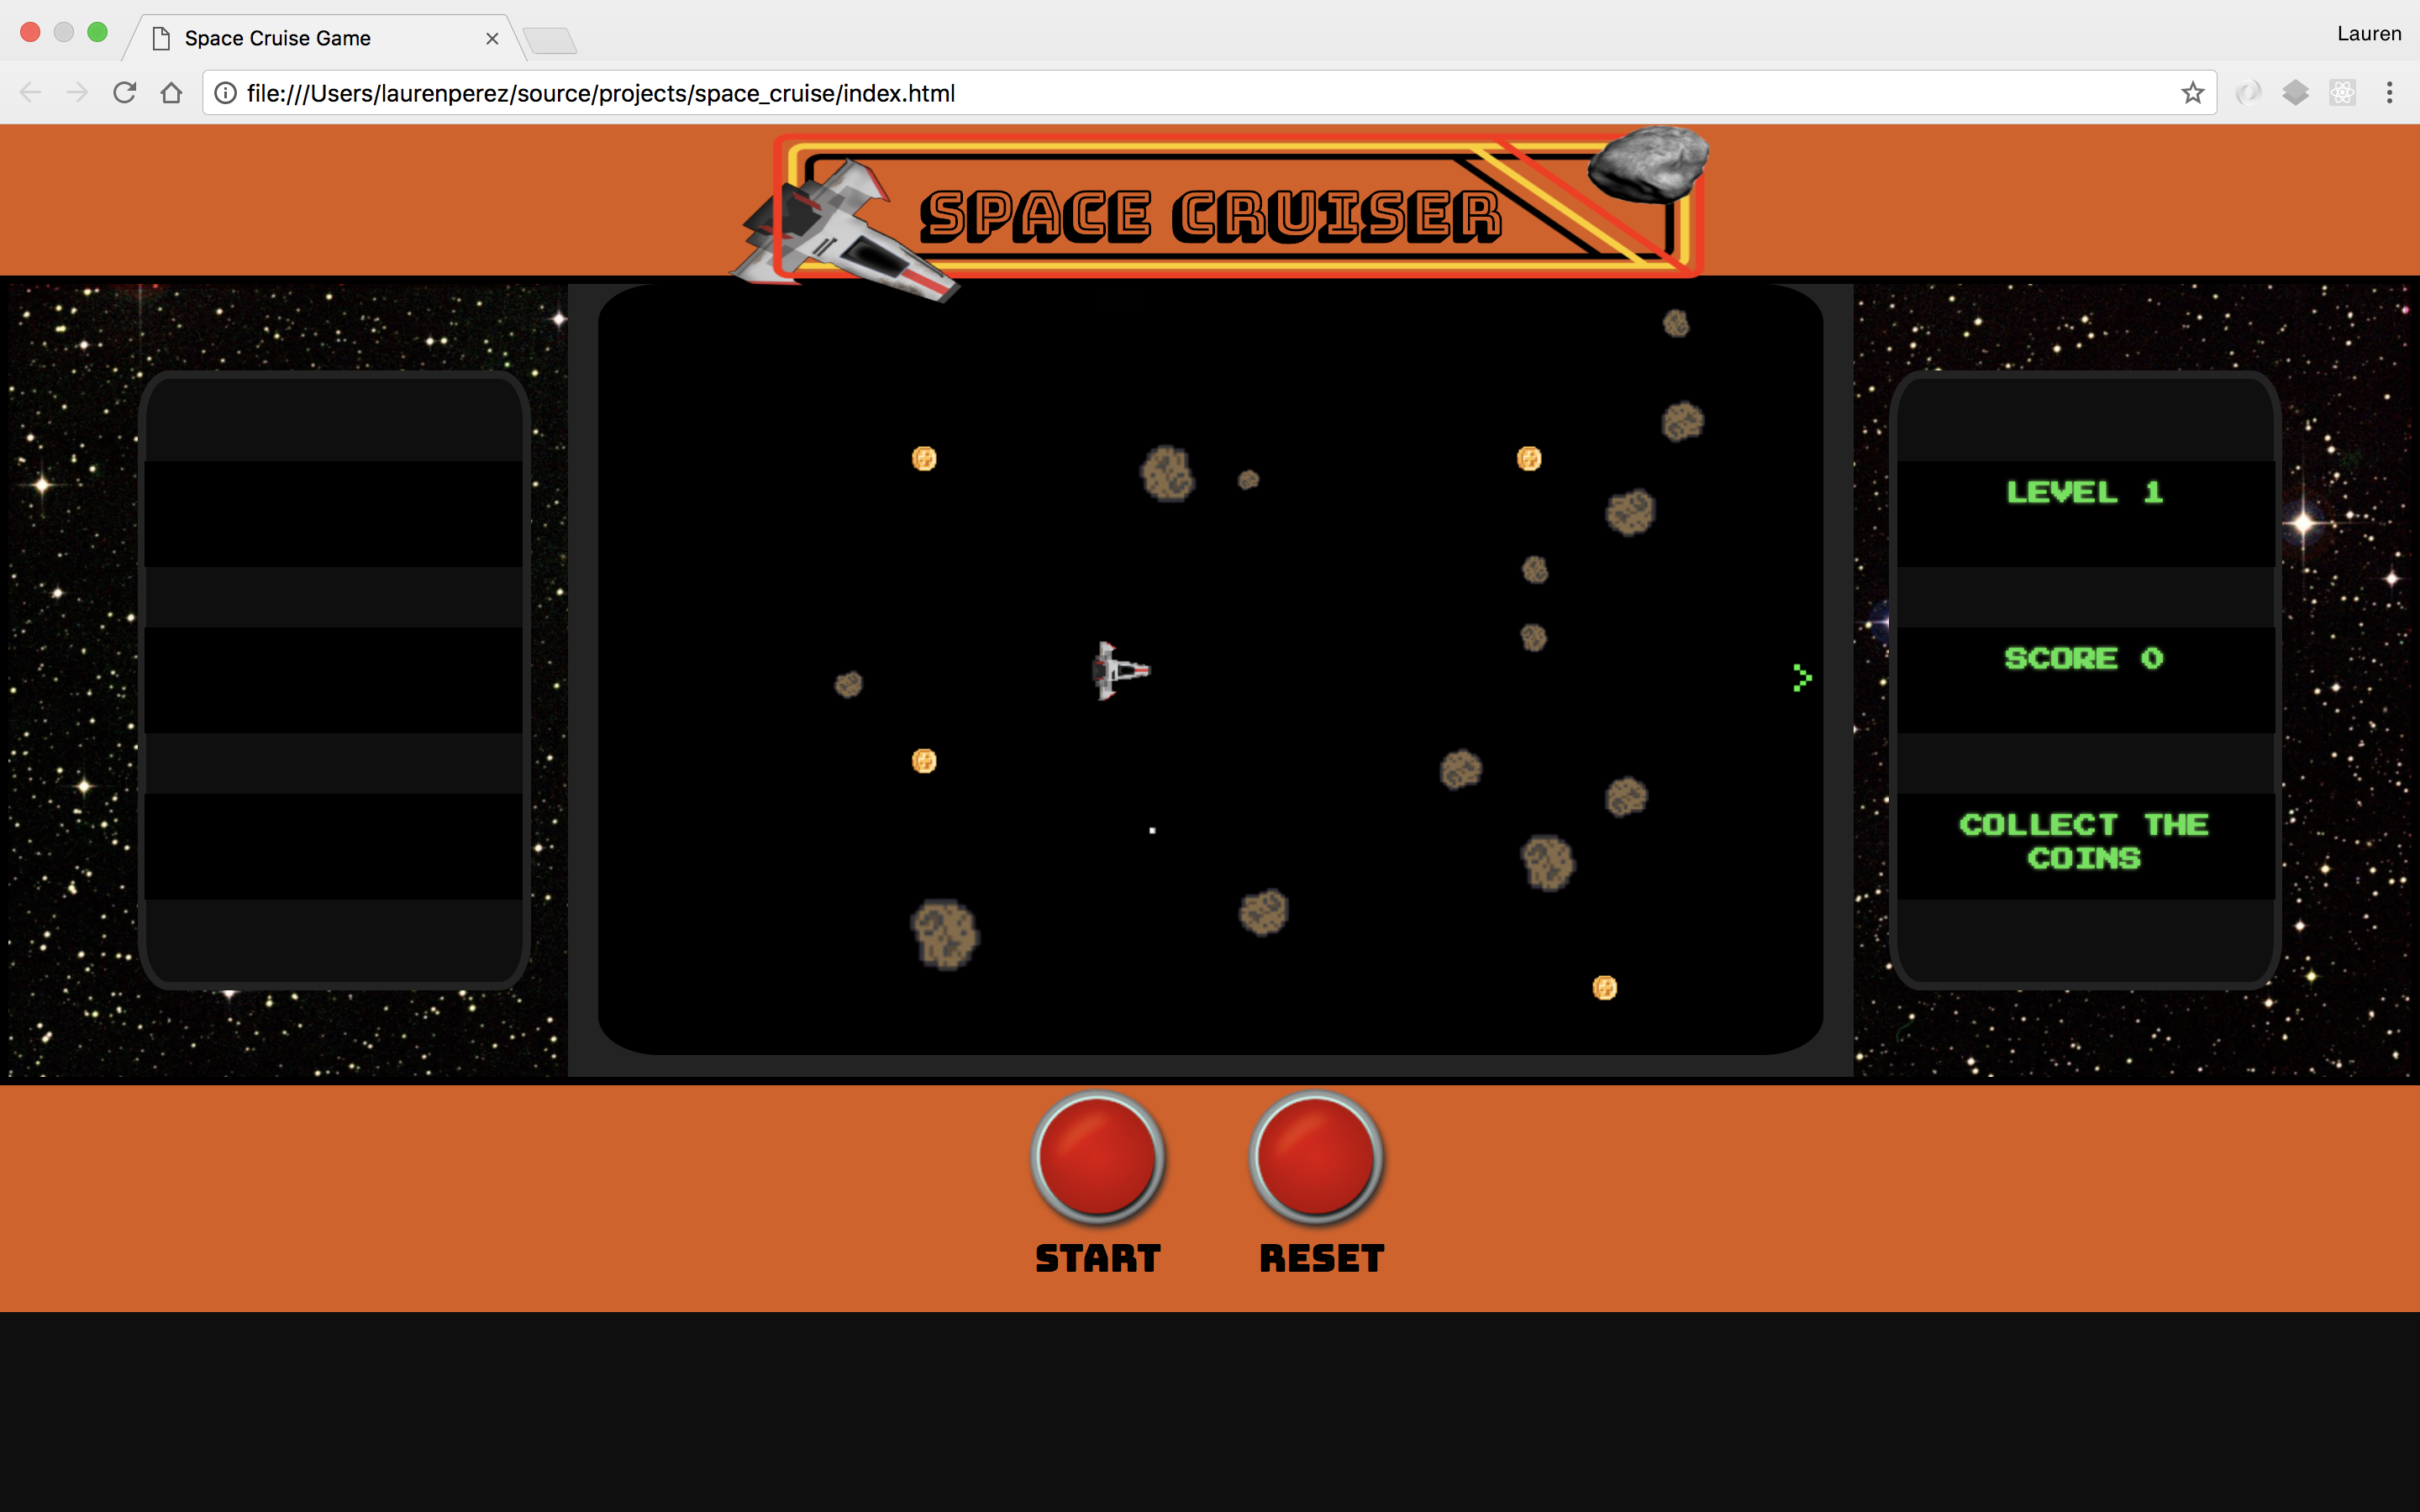 Space Cruise Game
Lauren
file:///Users/laurenperez/source/projects/space_cruise/index.html
SPACE CRUISER
LEVEL 1
SCORE 0
>
COLLECT THE
COINS
START
RESET